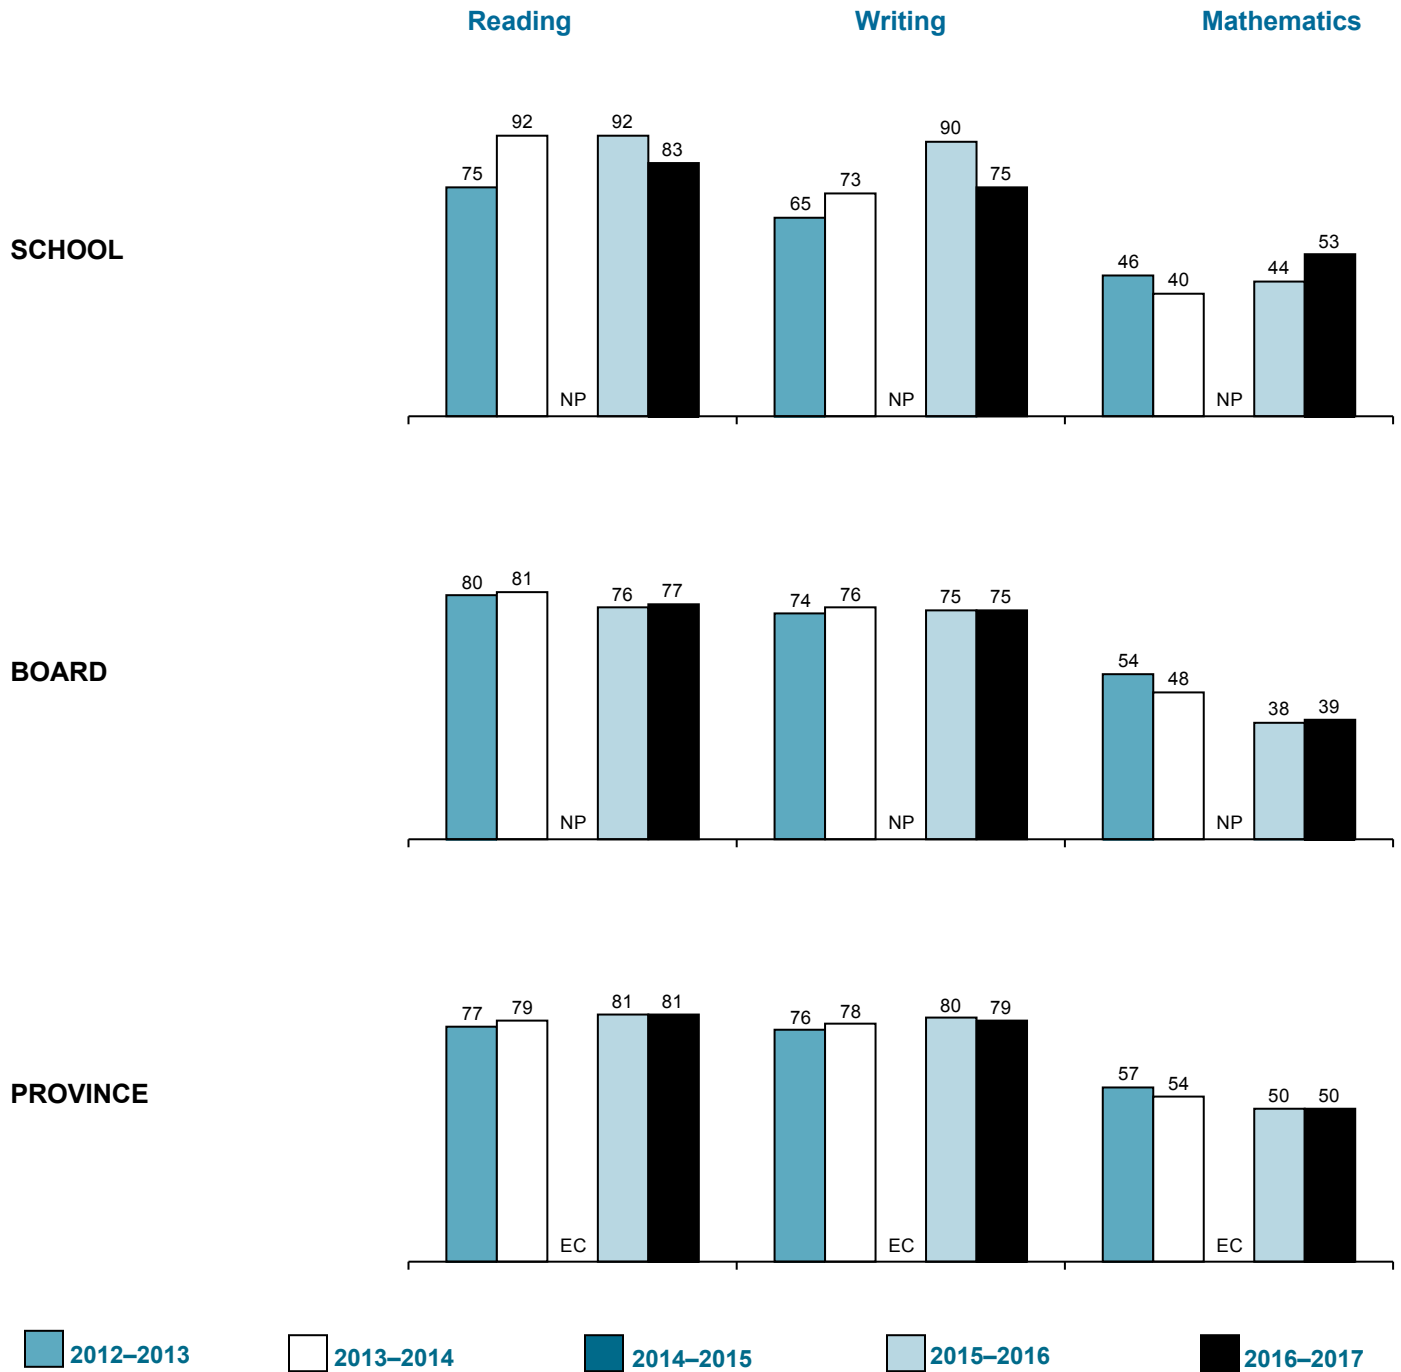 Reading Writing Mathematics
SCHOOL
75 92 NP 92 83 65 73 NP 90 75 46 40 NP 44 53
BOARD
80 81 NP 76 77 74 76 NP 75 75 54 48 NP 38 39
PROVINCE
77 79 EC 81 81 76 78 EC 80 79 57 54 EC 50 50
2012–2013 2013–2014 2014–2015 2015–2016 2016–2017